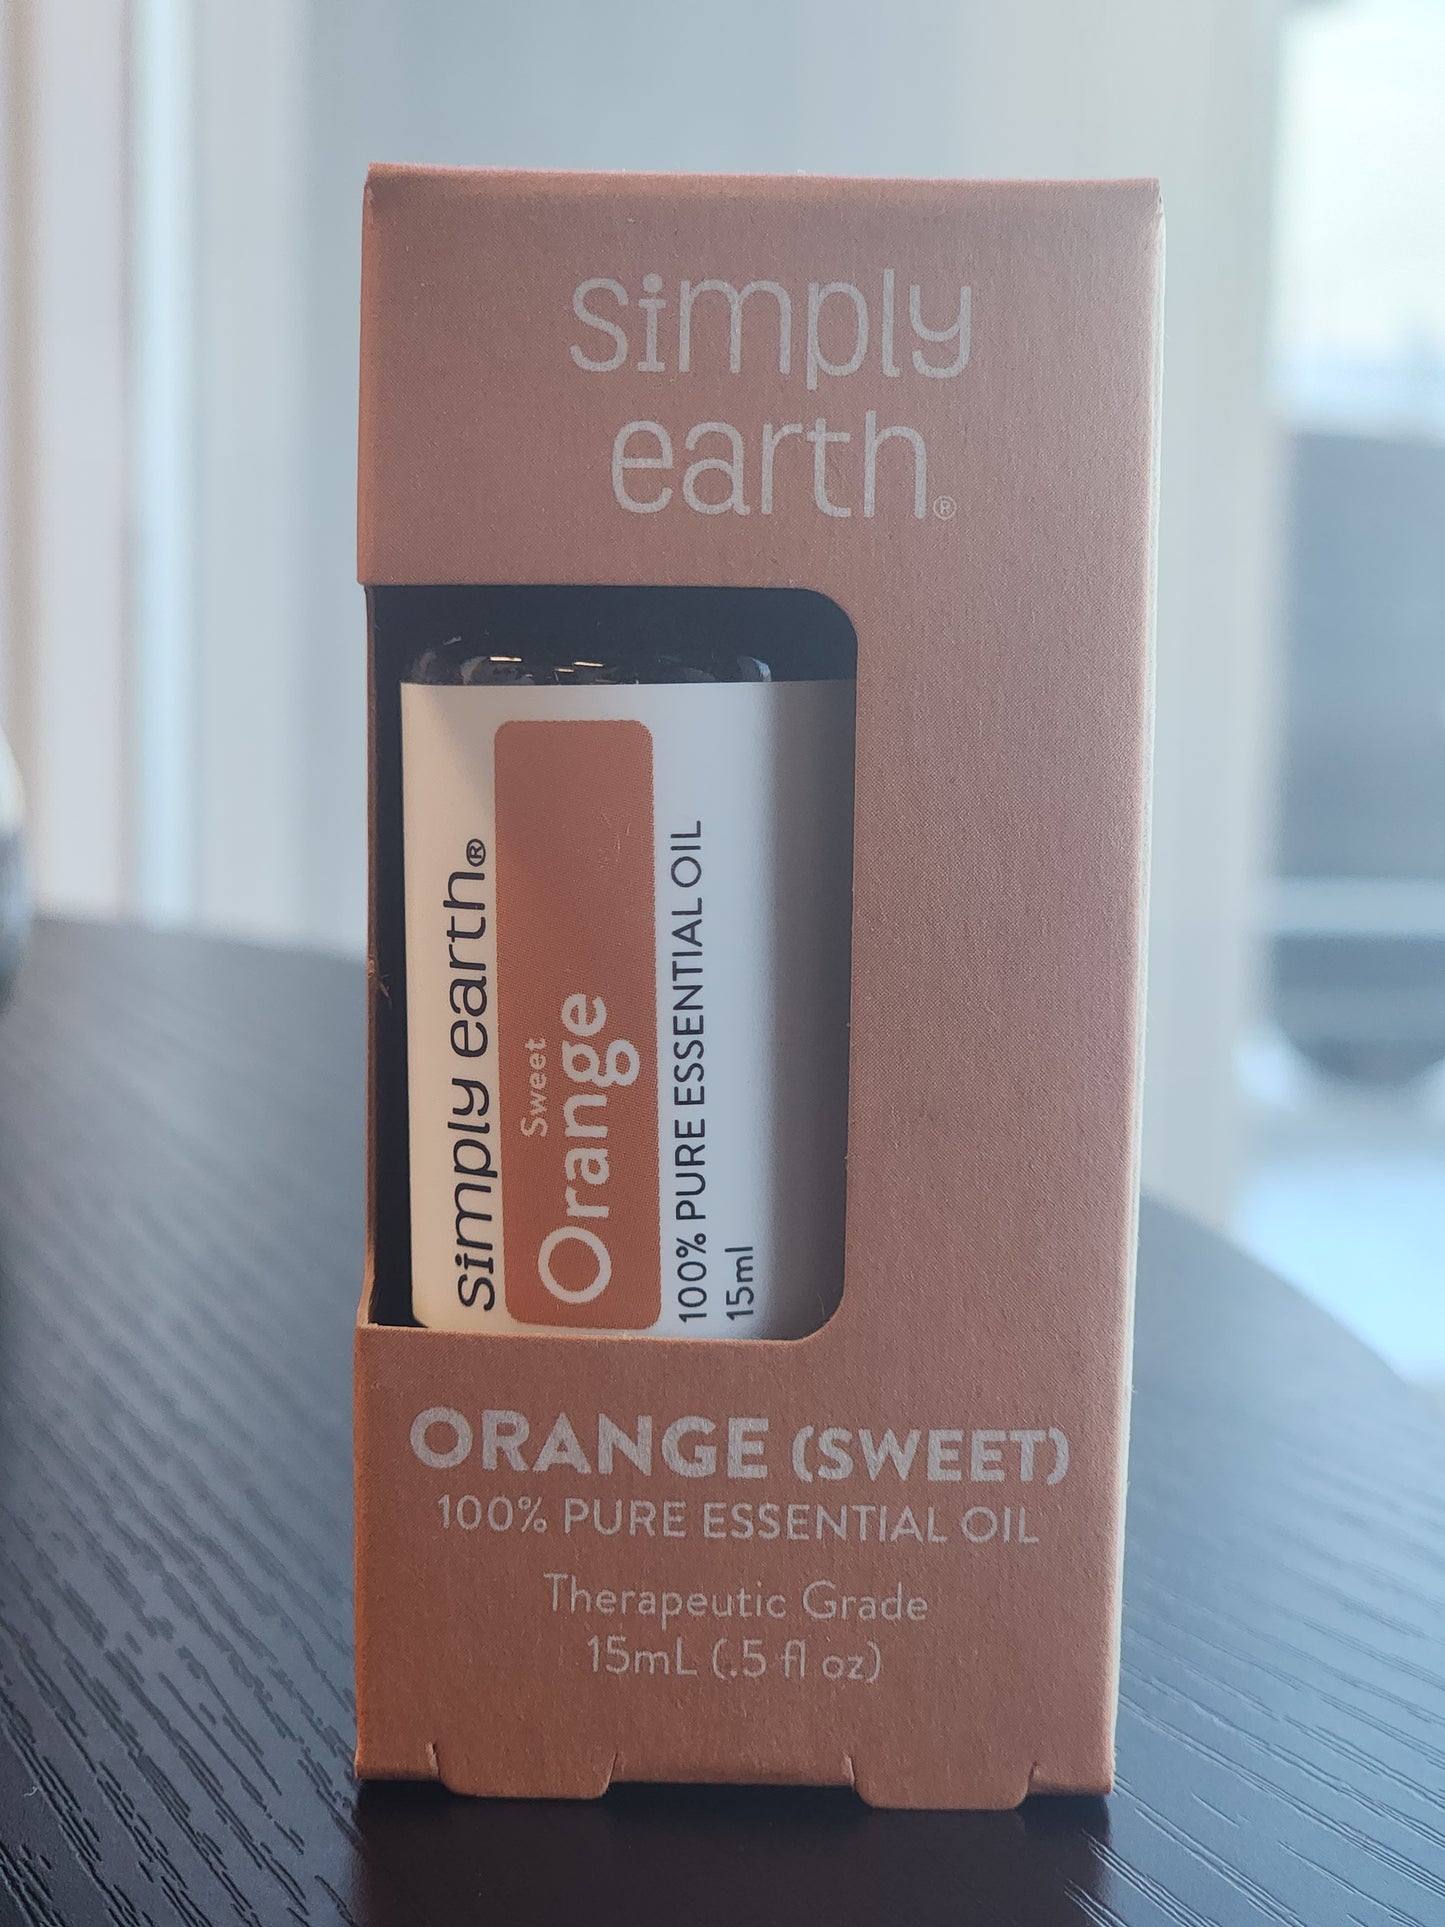 simply
earth®
simply earth®
Sweet
Orange
100% PURE ESSENTIAL OIL
15ml
ORANGE (SWEET)
100% PURE ESSENTIAL OIL
Therapeutic Grade
15mL (.5 fl oz)